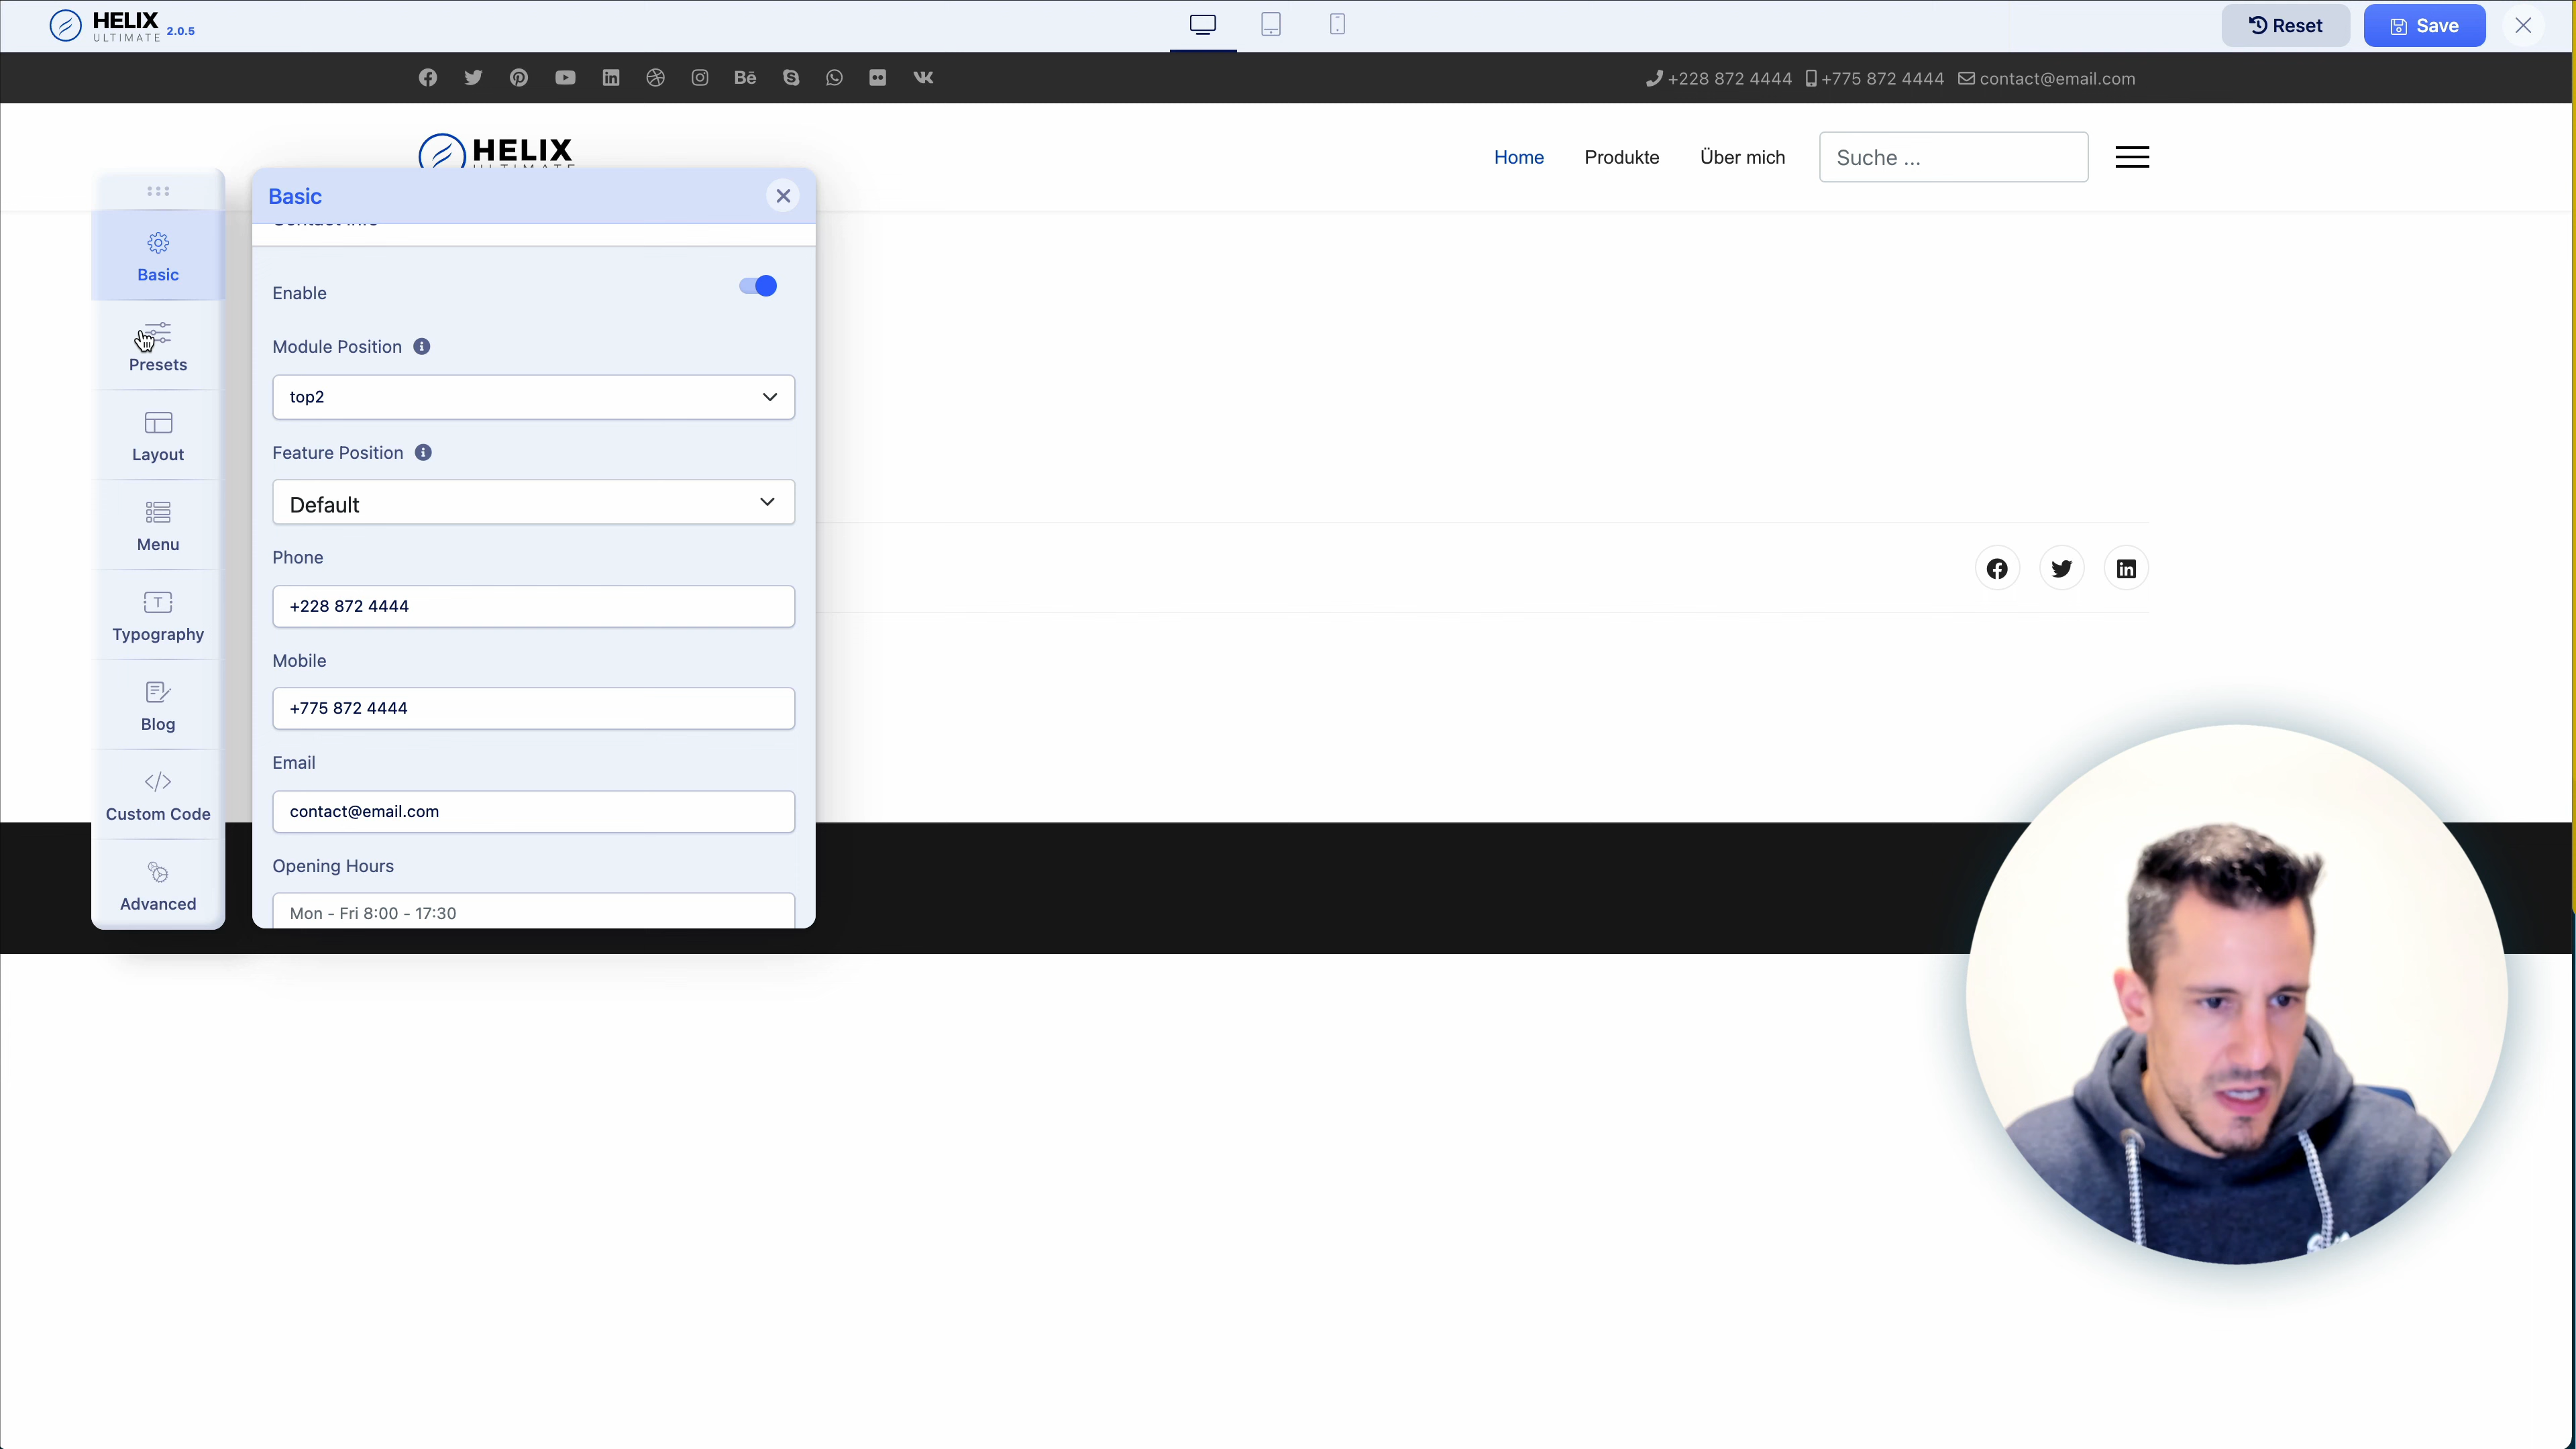 HELIX
ULTIMATE 2.0.5
Reset
Save
+228 872 4444
+775 872 4444
contact@email.com
HELIX
Home
Produkte
Über mich
Suche ...
Basic
Contact Info
Basic
Enable
Presets
Module Position
top2
Layout
Feature Position
Default
Menu
Phone
+228 872 4444
Typography
Mobile
+775 872 4444
Blog
Email
contact@email.com
Custom Code
Opening Hours
Mon - Fri 8:00 - 17:30
Advanced